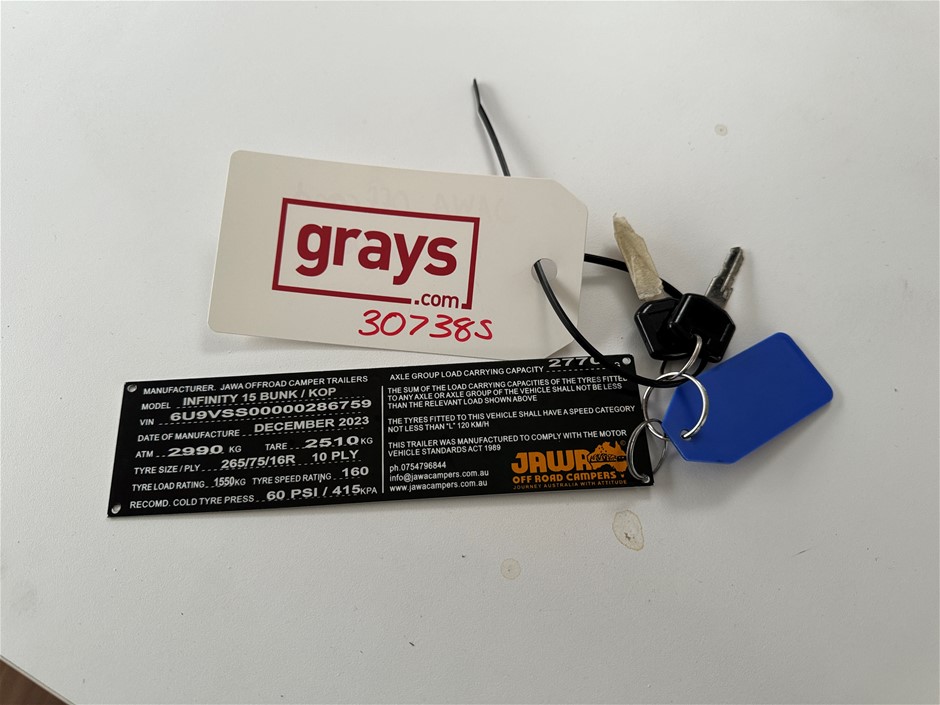 grays
.com
307385
MANUFACTURER. JAWA OFFROAD CAMPER TRAILERS
MODEL INFINITY 15 BUNK / KOP
VIN 6U9VSS00000286759
DATE OF MANUFACTURE DECEMBER 2023
ATM 2990 KG TARE 2510 KG
TYRE SIZE / PLY 265/75/16R 10 PLY
TYRE LOAD RATING 1550KG TYRE SPEED RATING 160
RECOMD. COLD TYRE PRESS 60 PSI / 415 KPA
AXLE GROUP LOAD CARRYING CAPACITY 2770
THE SUM OF THE LOAD CARRYING CAPACITIES OF THE TYRES FITTED
TO ANY AXLE OR AXLE GROUP OF THE VEHICLE SHALL NOT BE LESS
THAN THE RELEVANT LOAD SHOWN ABOVE
THE TYRES FITTED TO THIS VEHICLE SHALL HAVE A SPEED CATEGORY
NOT LESS THAN "L" 120 KM/H
THIS TRAILER WAS MANUFACTURED TO COMPLY WITH THE MOTOR
VEHICLE STANDARDS ACT 1989
ph.0754796844
info@jawacampers.com.au
www.jawacampers.com.au
JAWA
OFF ROAD CAMPERS
JOURNEY AUSTRALIA WITH ATTITUDE